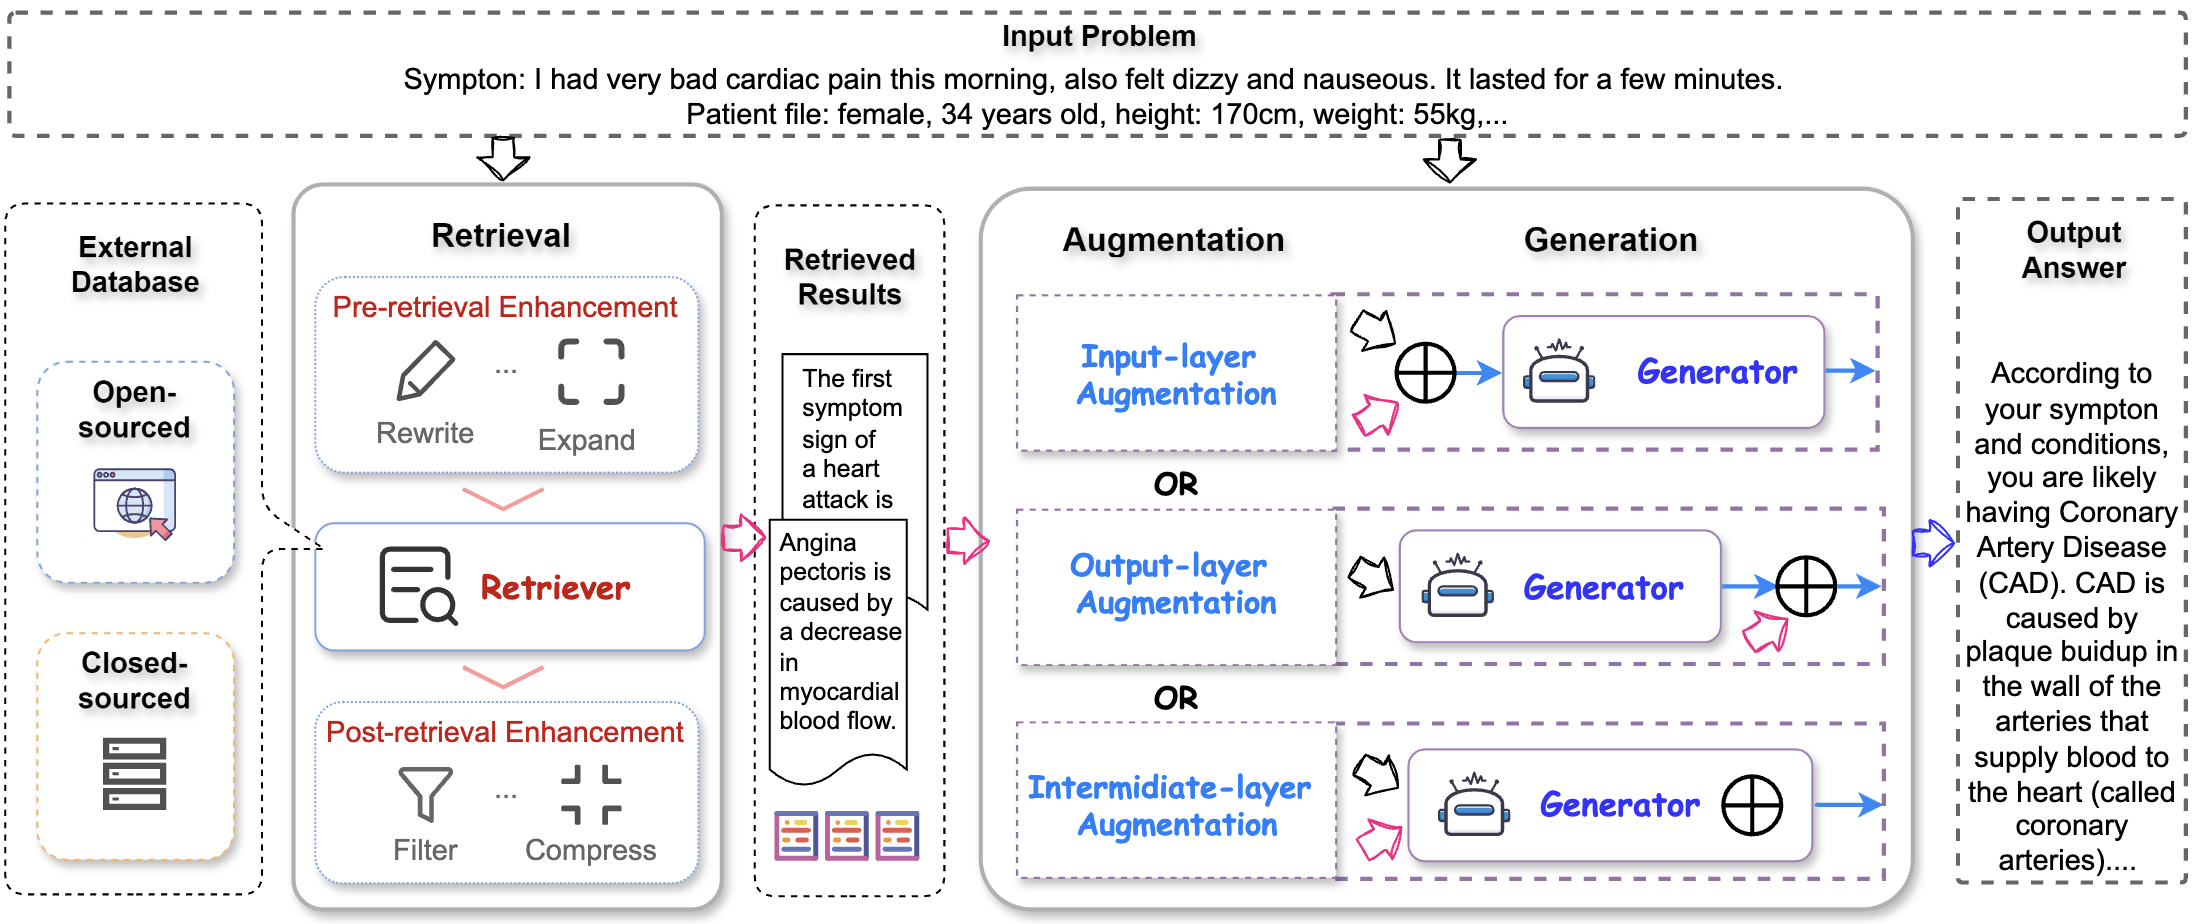 Input Problem
Sympton: I had very bad cardiac pain this morning, also felt dizzy and nauseous. It lasted for a few minutes.
Patient file: female, 34 years old, height: 170cm, weight: 55kg,...
External
Database
Open-
sourced
Closed-
sourced
Retrieval
Pre-retrieval Enhancement
...
Rewrite
Expand
Retriever
Post-retrieval Enhancement
...
Filter
Compress
Retrieved
Results
The first
symptom
sign of
a heart
attack is
Angina
pectoris is
caused by
a decrease
in
myocardial
blood flow.
Augmentation
Generation
Input-layer
Augmentation
Generator
OR
Output-layer
Augmentation
Generator
OR
Intermidiate-layer
Augmentation
Generator
Output
Answer
According to
your sympton
and conditions,
you are likely
having Coronary
Artery Disease
(CAD). CAD is
caused by
plaque buidup in
the wall of the
arteries that
supply blood to
the heart (called
coronary
arteries)....